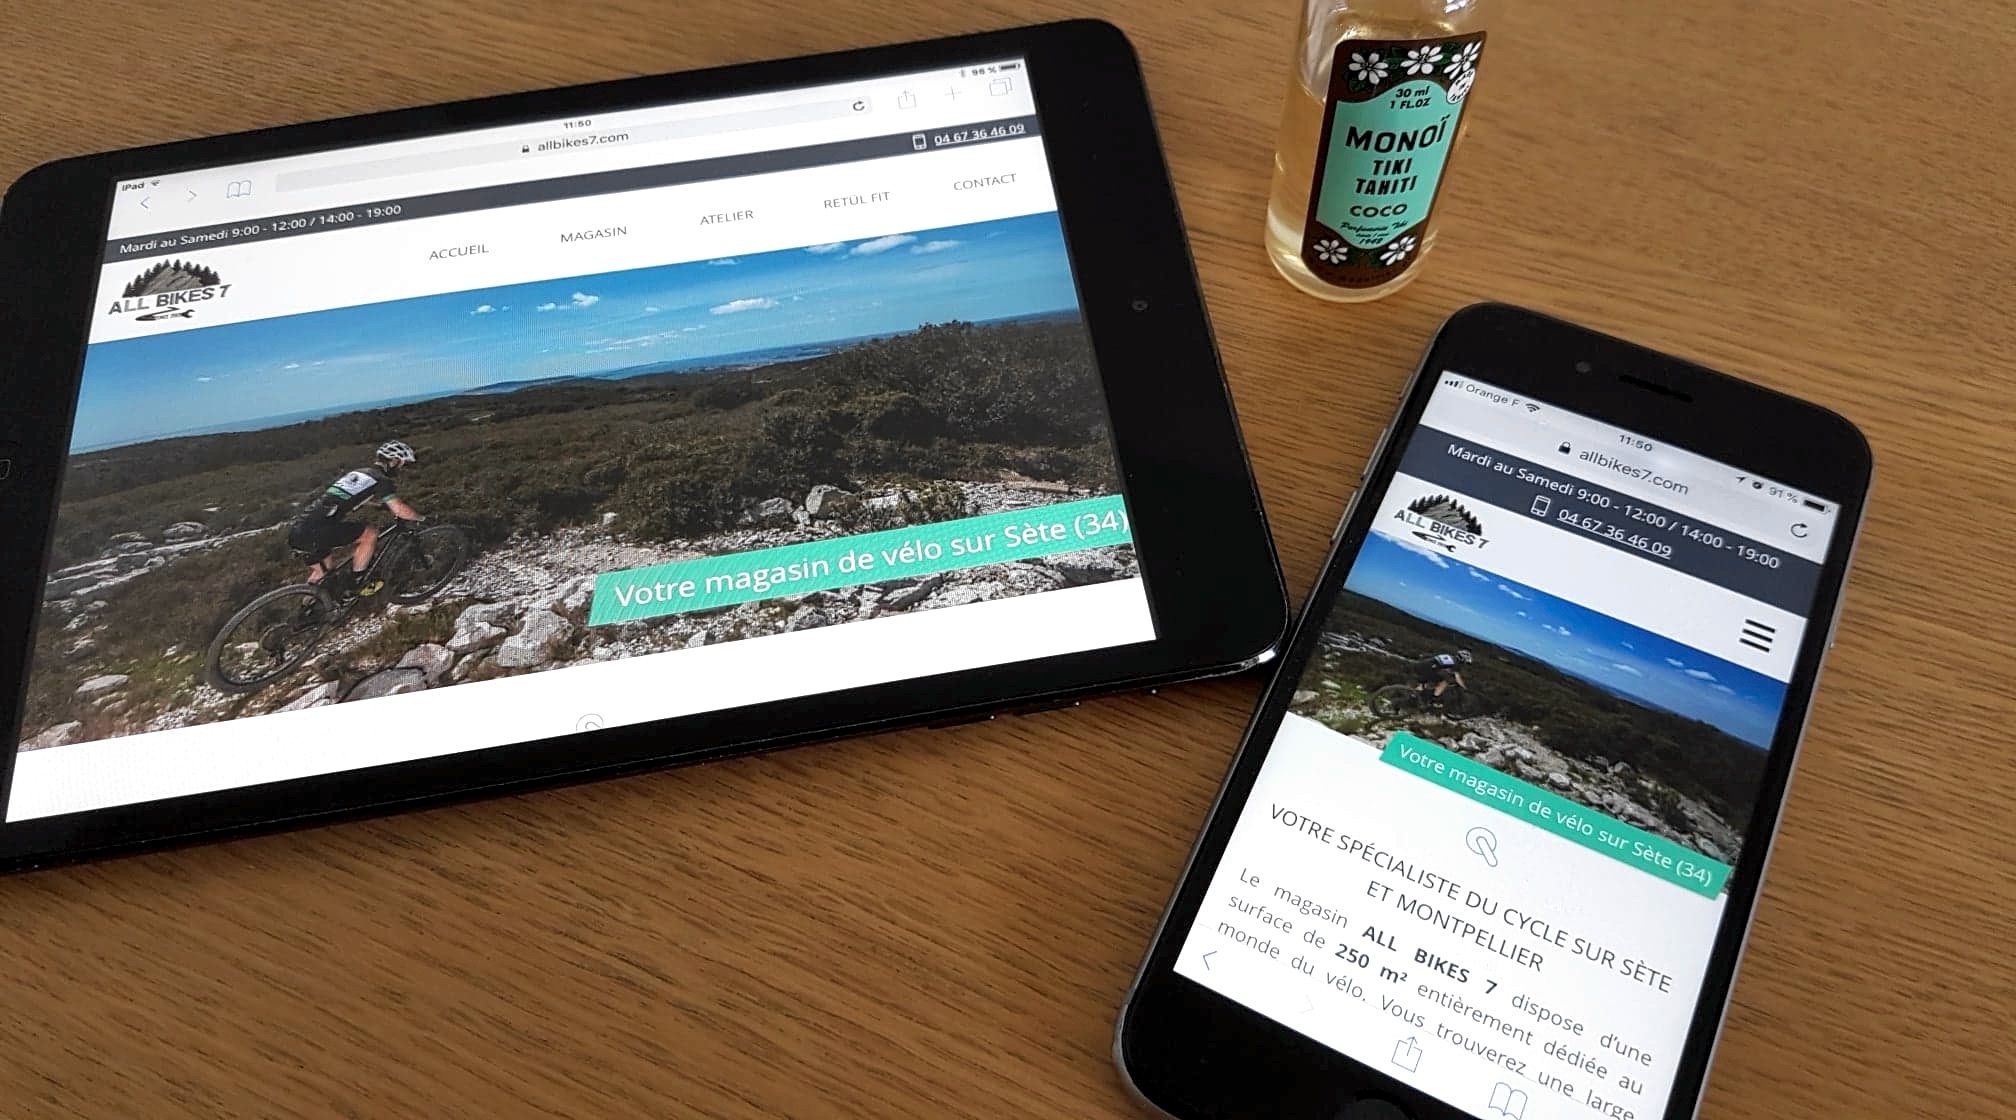 iPad
11:50
98 %
allbikes7.com
Mardi au Samedi 9:00 - 12:00 / 14:00 - 19:00
04 67 36 46 09
ALL BIKES 7
ACCUEIL
MAGASIN
ATELIER
RETÜL FIT
CONTACT
Votre magasin de vélo sur Sète (34)
30 ml
1 FL.OZ
MONOÏ
TIKI
TAHITI
COCO
Parfumerie Tiki
1942
Orange F
11:50
91 %
allbikes7.com
Mardi au Samedi 9:00 - 12:00 / 14:00 - 19:00
04 67 36 46 09
ALL BIKES 7
Votre magasin de vélo sur Sète (34)
VOTRE SPÉCIALISTE DU CYCLE SUR SÈTE
ET MONTPELLIER
Le magasin ALL BIKES 7 dispose d'une
surface de 250 m² entièrement dédiée au
monde du vélo. Vous trouverez une large